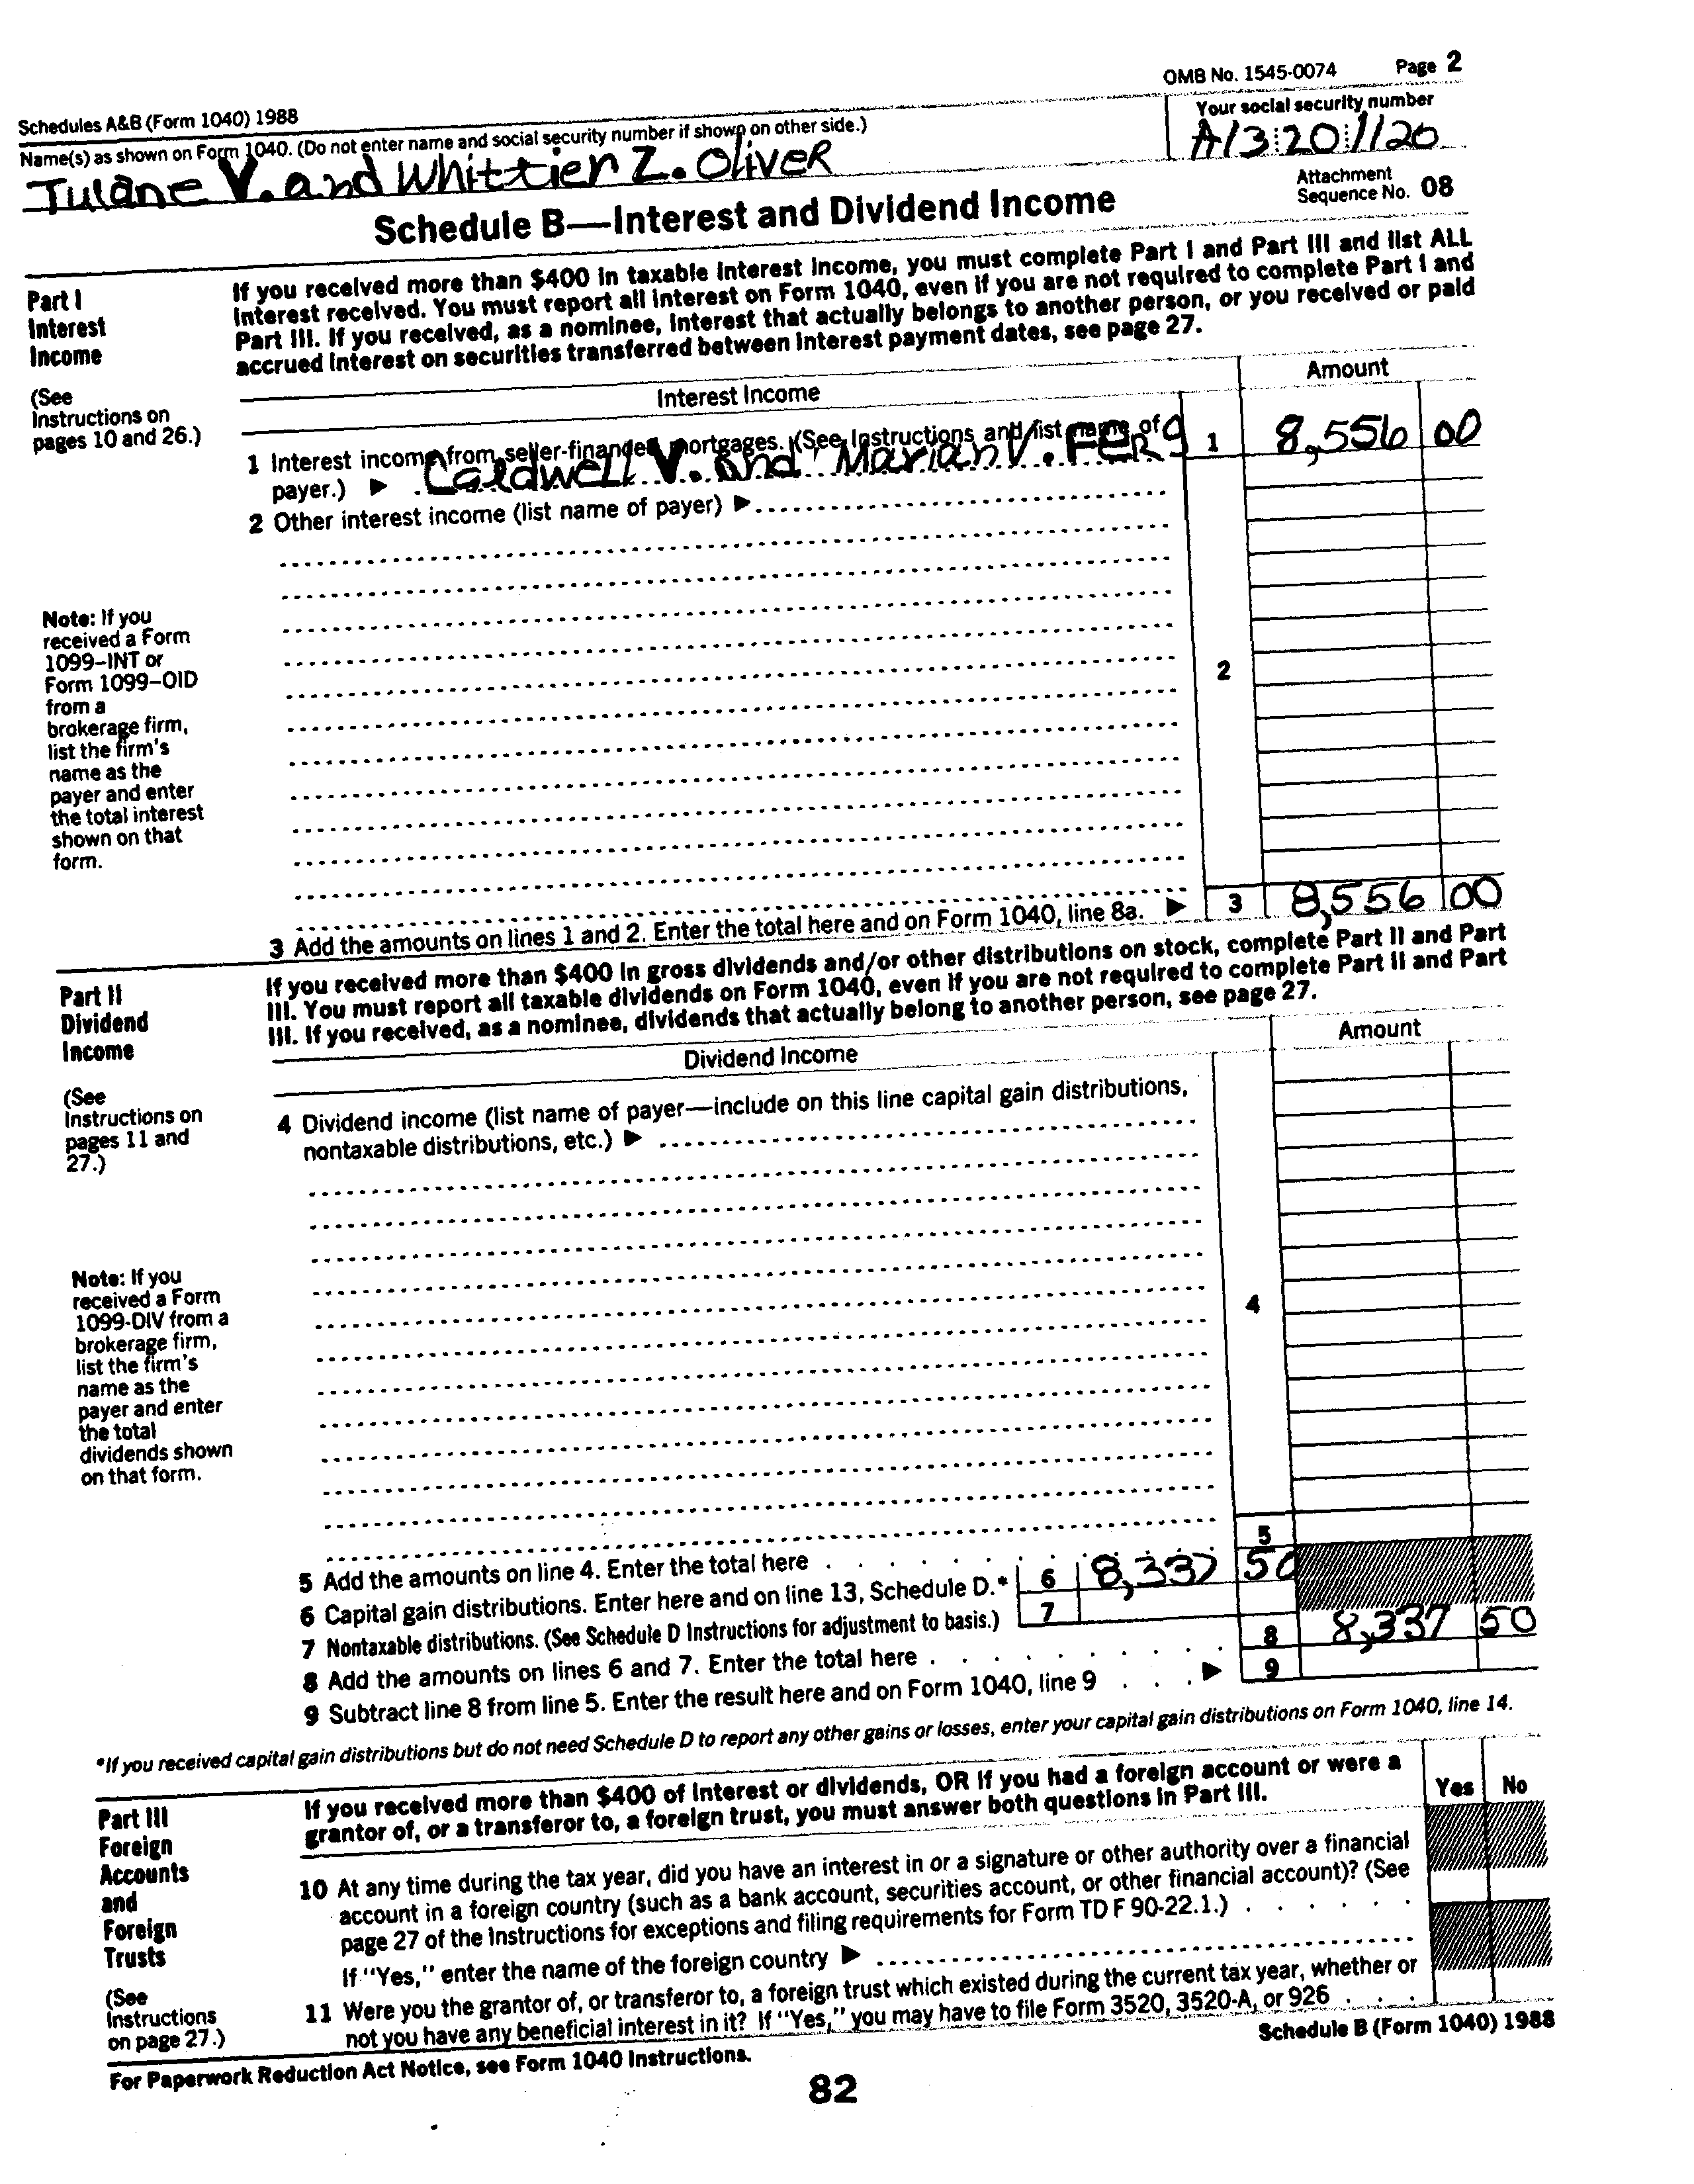 OMB No. 1545-0074 Page 2
Schedules A&B (Form 1040) 1988
Name(s) as shown on Form 1040. (Do not enter name and social security number if shown on other side.)
Your social security number
Tulane V. and Whittier Z. Oliver
A13 20 1120
Schedule B—Interest and Dividend Income
Attachment
Sequence No. 08
Part I
Interest
Income
(See
Instructions on
pages 10 and 26.)
If you received more than $400 in taxable interest income, you must complete Part I and Part III and list ALL
interest received. You must report all interest on Form 1040, even if you are not required to complete Part I and
Part III. If you received, as a nominee, interest that actually belongs to another person, or you received or paid
accrued interest on securities transferred between interest payment dates, see page 27.
Interest Income
Amount
1 Interest income from seller-financed mortgages. (See Instructions and list name of
payer.) ▶ Caldwell V. and Marian V. Ferg
1 8,556 00
2 Other interest income (list name of payer) ▶
Note: If you
received a Form
1099-INT or
Form 1099-OID
from a
brokerage firm,
list the firm's
name as the
payer and enter
the total interest
shown on that
form.
2
3 Add the amounts on lines 1 and 2. Enter the total here and on Form 1040, line 8a. ▶ 3 8,556 00
Part II
Dividend
Income
(See
Instructions on
pages 11 and
27.)
If you received more than $400 in gross dividends and/or other distributions on stock, complete Part II and Part
III. You must report all taxable dividends on Form 1040, even if you are not required to complete Part II and Part
III. If you received, as a nominee, dividends that actually belong to another person, see page 27.
Dividend Income
Amount
4 Dividend income (list name of payer—include on this line capital gain distributions,
nontaxable distributions, etc.) ▶
Note: If you
received a Form
1099-DIV from a
brokerage firm,
list the firm's
name as the
payer and enter
the total
dividends shown
on that form.
4
5 Add the amounts on line 4. Enter the total here . . . . . . . . . . . 5
6 Capital gain distributions. Enter here and on line 13, Schedule D.* 6 8,337 50
7 Nontaxable distributions. (See Schedule D Instructions for adjustment to basis.) 7
8 Add the amounts on lines 6 and 7. Enter the total here . . . . . . . . . 8 8,337 50
9 Subtract line 8 from line 5. Enter the result here and on Form 1040, line 9 . . . ▶ 9
*If you received capital gain distributions but do not need Schedule D to report any other gains or losses, enter your capital gain distributions on Form 1040, line 14.
Part III
Foreign
Accounts
and
Foreign
Trusts
(See
Instructions
on page 27.)
If you received more than $400 of interest or dividends, OR if you had a foreign account or were a
grantor of, or a transferor to, a foreign trust, you must answer both questions in Part III.
Yes No
10 At any time during the tax year, did you have an interest in or a signature or other authority over a financial
account in a foreign country (such as a bank account, securities account, or other financial account)? (See
page 27 of the Instructions for exceptions and filing requirements for Form TD F 90-22.1.) . . . . . .
If "Yes," enter the name of the foreign country ▶
11 Were you the grantor of, or transferor to, a foreign trust which existed during the current tax year, whether or
not you have any beneficial interest in it? If "Yes," you may have to file Form 3520, 3520-A, or 926 . . .
For Paperwork Reduction Act Notice, see Form 1040 Instructions.
Schedule B (Form 1040) 1988
82